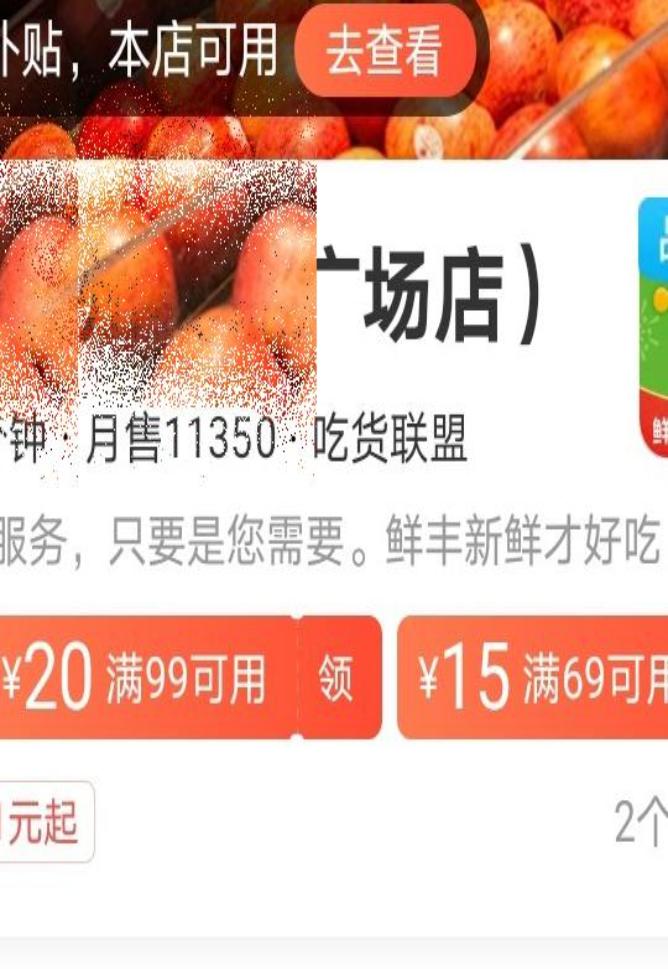 补贴，本店可用 去查看
广场店）
分钟·月售11350·吃货联盟
服务，只要是您需要。鲜丰新鲜才好吃
¥20 满99可用 领 ¥15 满69可用
元起 2个
鲜